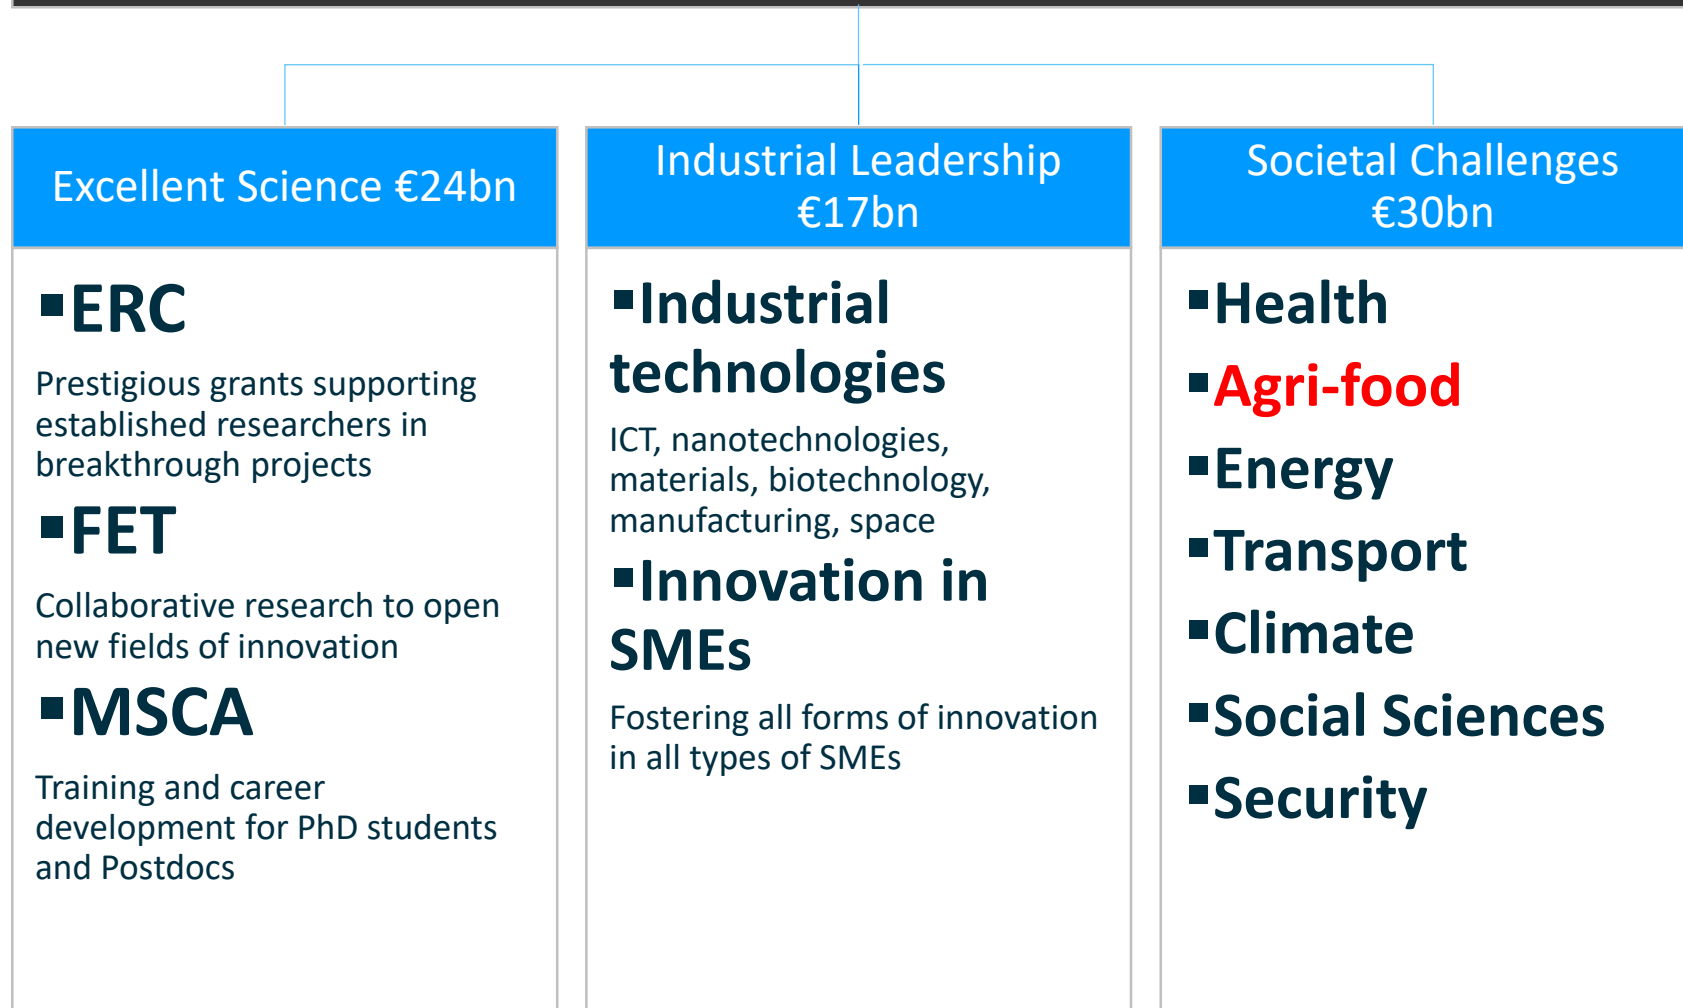 Excellent Science €24bn
▪ERC
Prestigious grants supporting
established researchers in
breakthrough projects
▪FET
Collaborative research to open
new fields of innovation
▪MSCA
Training and career
development for PhD students
and Postdocs
Industrial Leadership
€17bn
▪Industrial
technologies
ICT, nanotechnologies,
materials, biotechnology,
manufacturing, space
▪Innovation in
SMEs
Fostering all forms of innovation
in all types of SMEs
Societal Challenges
€30bn
▪Health
▪Agri-food
▪Energy
▪Transport
▪Climate
▪Social Sciences
▪Security